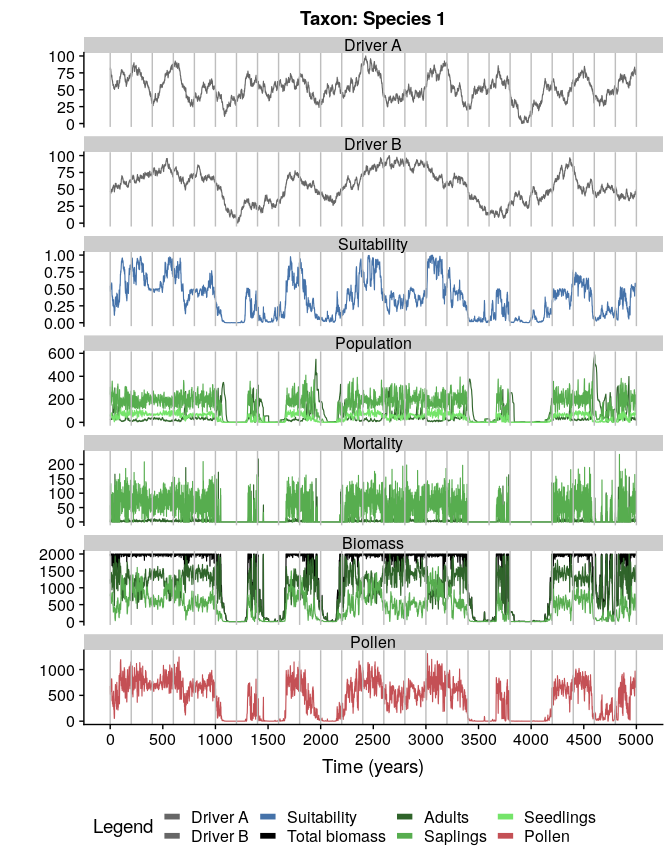 Taxon: Species 1
Driver A
100
75
50
25
0
Driver B
100
75
50
25
0
Suitability
1.00
0.75
0.50
0.25
0.00
Population
600
400
200
0
Mortality
200
150
100
50
0
Biomass
2000
1500
1000
500
0
Pollen
1000
500
0
0 500 1000 1500 2000 2500 3000 3500 4000 4500 5000
Time (years)
Legend
Driver A Suitability Adults Seedlings
Driver B Total biomass Saplings Pollen